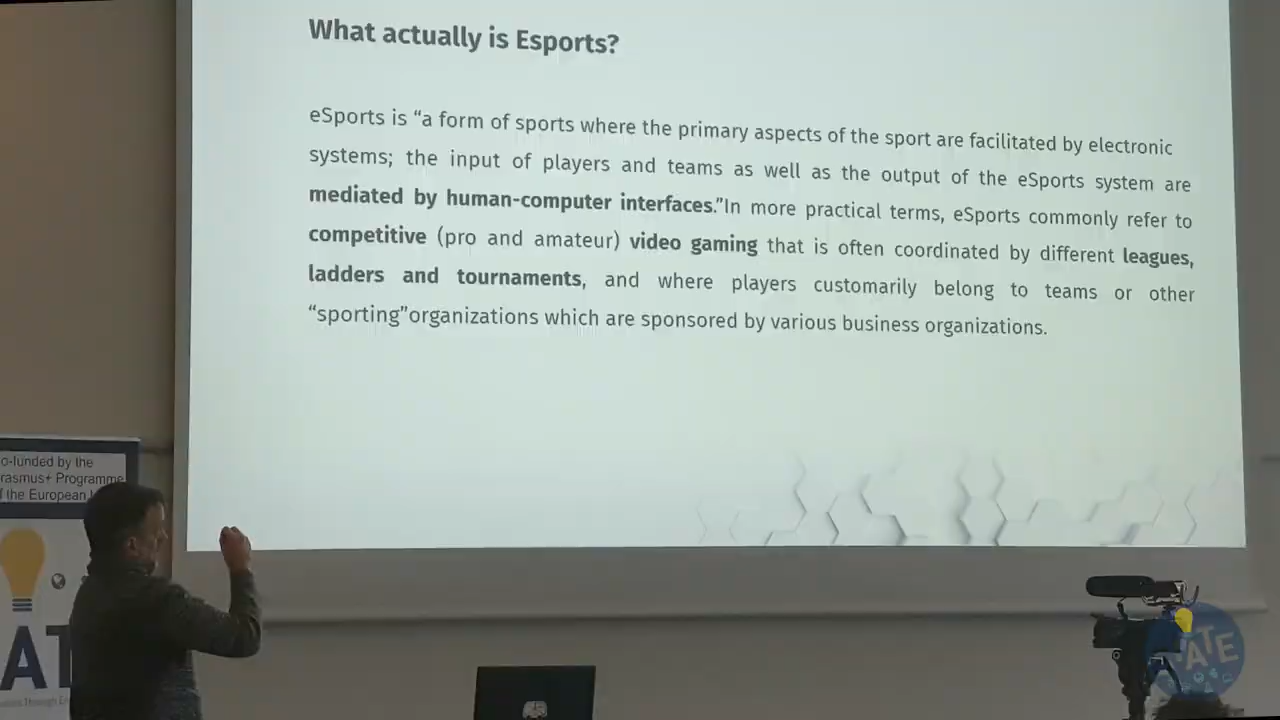 What actually is Esports?
eSports is “a form of sports where the primary aspects of the sport are facilitated by electronic
systems; the input of players and teams as well as the output of the eSports system are
mediated by human-computer interfaces.”In more practical terms, eSports commonly refer to
competitive (pro and amateur) video gaming that is often coordinated by different leagues,
ladders and tournaments, and where players customarily belong to teams or other
“sporting”organizations which are sponsored by various business organizations.
o-funded by the
rasmus+ Programme
f the European
AT
Through
ATE